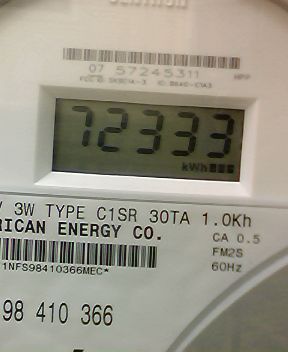 07 57245311
72333
kWh
3W TYPE C1SR 30TA 1.0Kh
RICAN ENERGY CO.
CA 0.5
FM2S
60Hz
1NFS98410366MEC*
98 410 366